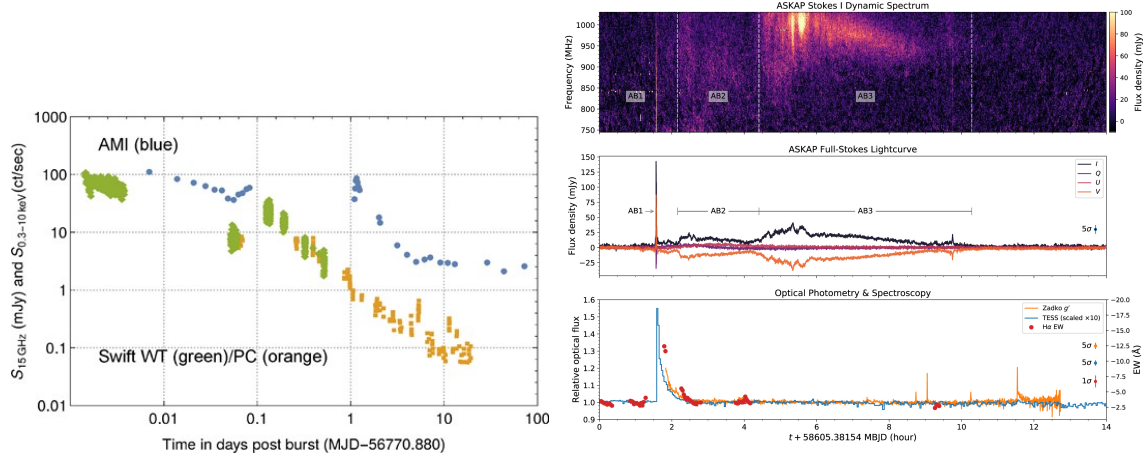 1000
100
10
1
0.1
0.01
0.01
0.1
1
10
100
S15 GHz (mJy) and S0.3–10 keV (ct/sec)
AMI (blue)
Swift WT (green)/PC (orange)
Time in days post burst (MJD−56770.880)
ASKAP Stokes I Dynamic Spectrum
Frequency (MHz)
1000
950
900
850
800
750
AB1
AB2
AB3
100
80
60
40
20
0
Flux density (mJy)
ASKAP Full-Stokes Lightcurve
Flux density (mJy)
150
125
100
75
50
25
0
−25
AB1
AB2
AB3
I
Q
U
V
5σ
Optical Photometry & Spectroscopy
Relative optical flux
1.6
1.5
1.4
1.3
1.2
1.1
1.0
0.9
Zadko g′
TESS (scaled ×10)
Hα EW
5σ
5σ
1σ
20.0
17.5
15.0
12.5
10.0
7.5
5.0
2.5
EW (Å)
0
2
4
6
8
10
12
14
t + 58605.38154 MBJD (hour)